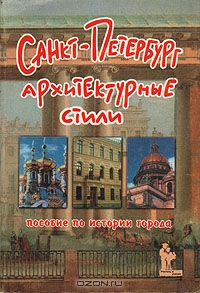 Санкт-Петербург
архитектурные
стили
пособие по истории города
OZON.ru